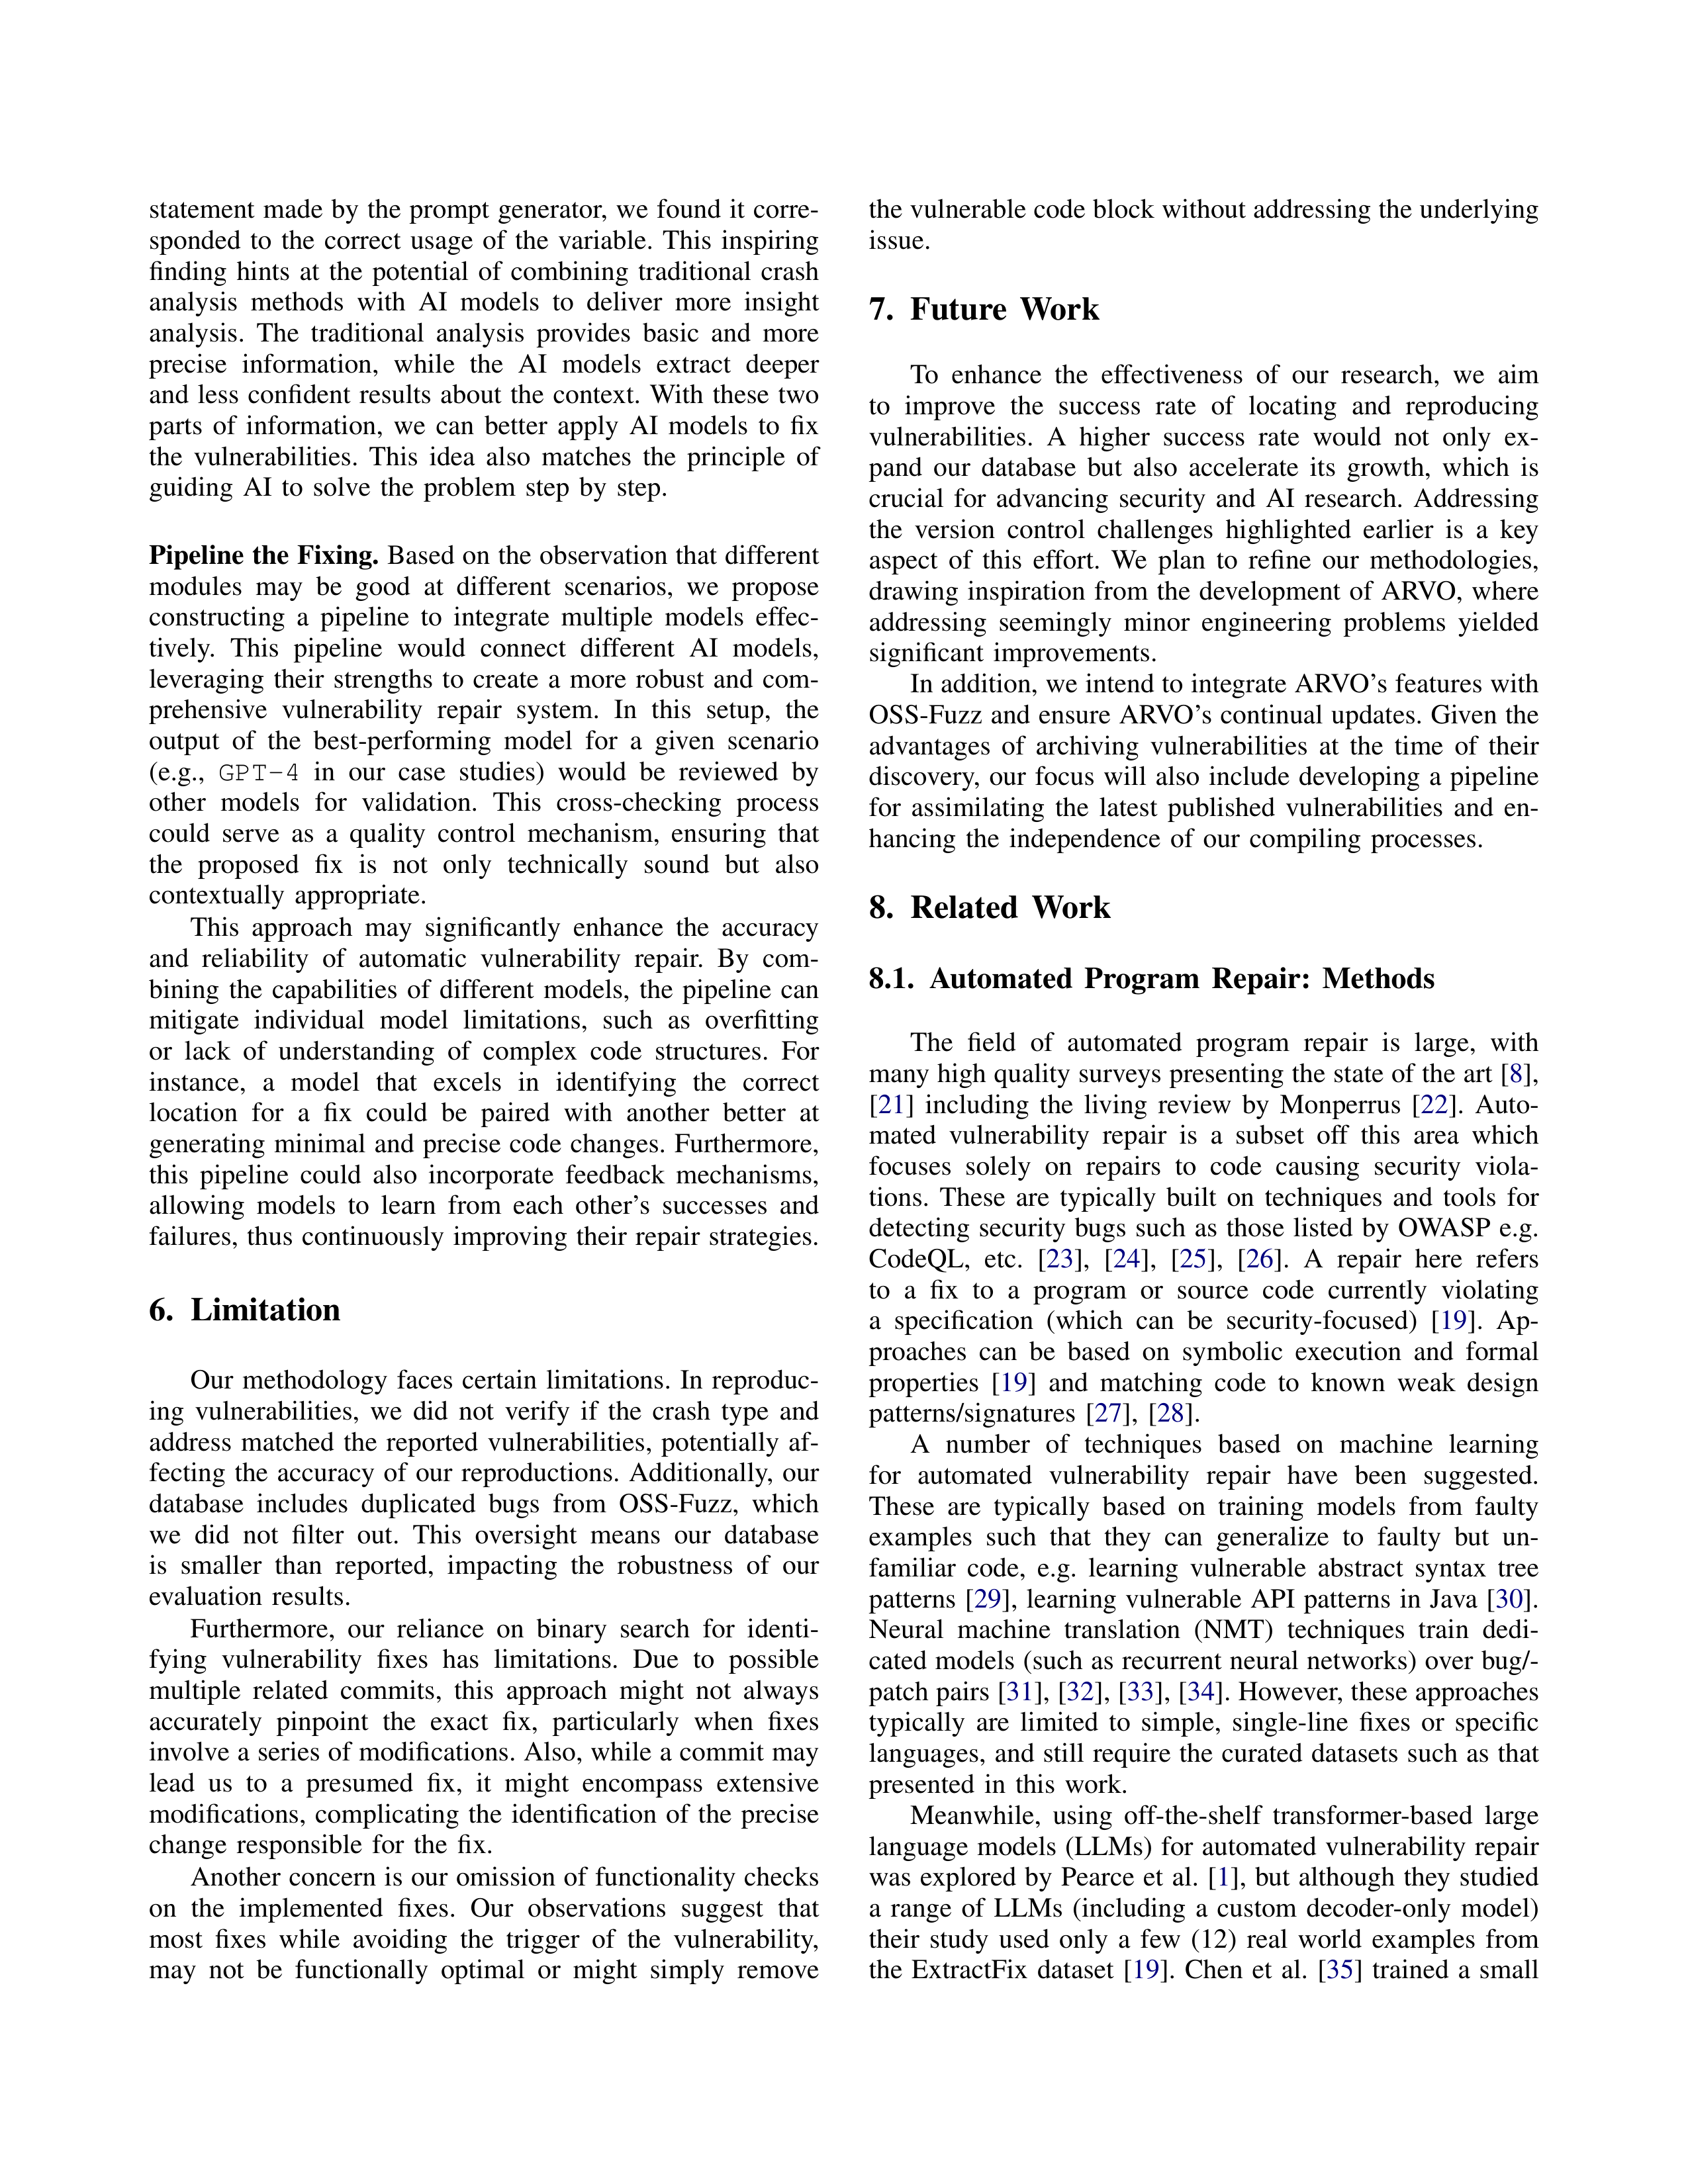 statement made by the prompt generator, we found it corre-
sponded to the correct usage of the variable. This inspiring
finding hints at the potential of combining traditional crash
analysis methods with AI models to deliver more insight
analysis. The traditional analysis provides basic and more
precise information, while the AI models extract deeper
and less confident results about the context. With these two
parts of information, we can better apply AI models to fix
the vulnerabilities. This idea also matches the principle of
guiding AI to solve the problem step by step.
Pipeline the Fixing. Based on the observation that different
modules may be good at different scenarios, we propose
constructing a pipeline to integrate multiple models effec-
tively. This pipeline would connect different AI models,
leveraging their strengths to create a more robust and com-
prehensive vulnerability repair system. In this setup, the
output of the best-performing model for a given scenario
(e.g., GPT-4 in our case studies) would be reviewed by
other models for validation. This cross-checking process
could serve as a quality control mechanism, ensuring that
the proposed fix is not only technically sound but also
contextually appropriate.
This approach may significantly enhance the accuracy
and reliability of automatic vulnerability repair. By com-
bining the capabilities of different models, the pipeline can
mitigate individual model limitations, such as overfitting
or lack of understanding of complex code structures. For
instance, a model that excels in identifying the correct
location for a fix could be paired with another better at
generating minimal and precise code changes. Furthermore,
this pipeline could also incorporate feedback mechanisms,
allowing models to learn from each other's successes and
failures, thus continuously improving their repair strategies.
6. Limitation
Our methodology faces certain limitations. In reproduc-
ing vulnerabilities, we did not verify if the crash type and
address matched the reported vulnerabilities, potentially af-
fecting the accuracy of our reproductions. Additionally, our
database includes duplicated bugs from OSS-Fuzz, which
we did not filter out. This oversight means our database
is smaller than reported, impacting the robustness of our
evaluation results.
Furthermore, our reliance on binary search for identi-
fying vulnerability fixes has limitations. Due to possible
multiple related commits, this approach might not always
accurately pinpoint the exact fix, particularly when fixes
involve a series of modifications. Also, while a commit may
lead us to a presumed fix, it might encompass extensive
modifications, complicating the identification of the precise
change responsible for the fix.
Another concern is our omission of functionality checks
on the implemented fixes. Our observations suggest that
most fixes while avoiding the trigger of the vulnerability,
may not be functionally optimal or might simply remove
the vulnerable code block without addressing the underlying
issue.
7. Future Work
To enhance the effectiveness of our research, we aim
to improve the success rate of locating and reproducing
vulnerabilities. A higher success rate would not only ex-
pand our database but also accelerate its growth, which is
crucial for advancing security and AI research. Addressing
the version control challenges highlighted earlier is a key
aspect of this effort. We plan to refine our methodologies,
drawing inspiration from the development of ARVO, where
addressing seemingly minor engineering problems yielded
significant improvements.
In addition, we intend to integrate ARVO's features with
OSS-Fuzz and ensure ARVO's continual updates. Given the
advantages of archiving vulnerabilities at the time of their
discovery, our focus will also include developing a pipeline
for assimilating the latest published vulnerabilities and en-
hancing the independence of our compiling processes.
8. Related Work
8.1. Automated Program Repair: Methods
The field of automated program repair is large, with
many high quality surveys presenting the state of the art [8],
[21] including the living review by Monperrus [22]. Auto-
mated vulnerability repair is a subset off this area which
focuses solely on repairs to code causing security viola-
tions. These are typically built on techniques and tools for
detecting security bugs such as those listed by OWASP e.g.
CodeQL, etc. [23], [24], [25], [26]. A repair here refers
to a fix to a program or source code currently violating
a specification (which can be security-focused) [19]. Ap-
proaches can be based on symbolic execution and formal
properties [19] and matching code to known weak design
patterns/signatures [27], [28].
A number of techniques based on machine learning
for automated vulnerability repair have been suggested.
These are typically based on training models from faulty
examples such that they can generalize to faulty but un-
familiar code, e.g. learning vulnerable abstract syntax tree
patterns [29], learning vulnerable API patterns in Java [30].
Neural machine translation (NMT) techniques train dedi-
cated models (such as recurrent neural networks) over bug/-
patch pairs [31], [32], [33], [34]. However, these approaches
typically are limited to simple, single-line fixes or specific
languages, and still require the curated datasets such as that
presented in this work.
Meanwhile, using off-the-shelf transformer-based large
language models (LLMs) for automated vulnerability repair
was explored by Pearce et al. [1], but although they studied
a range of LLMs (including a custom decoder-only model)
their study used only a few (12) real world examples from
the ExtractFix dataset [19]. Chen et al. [35] trained a small